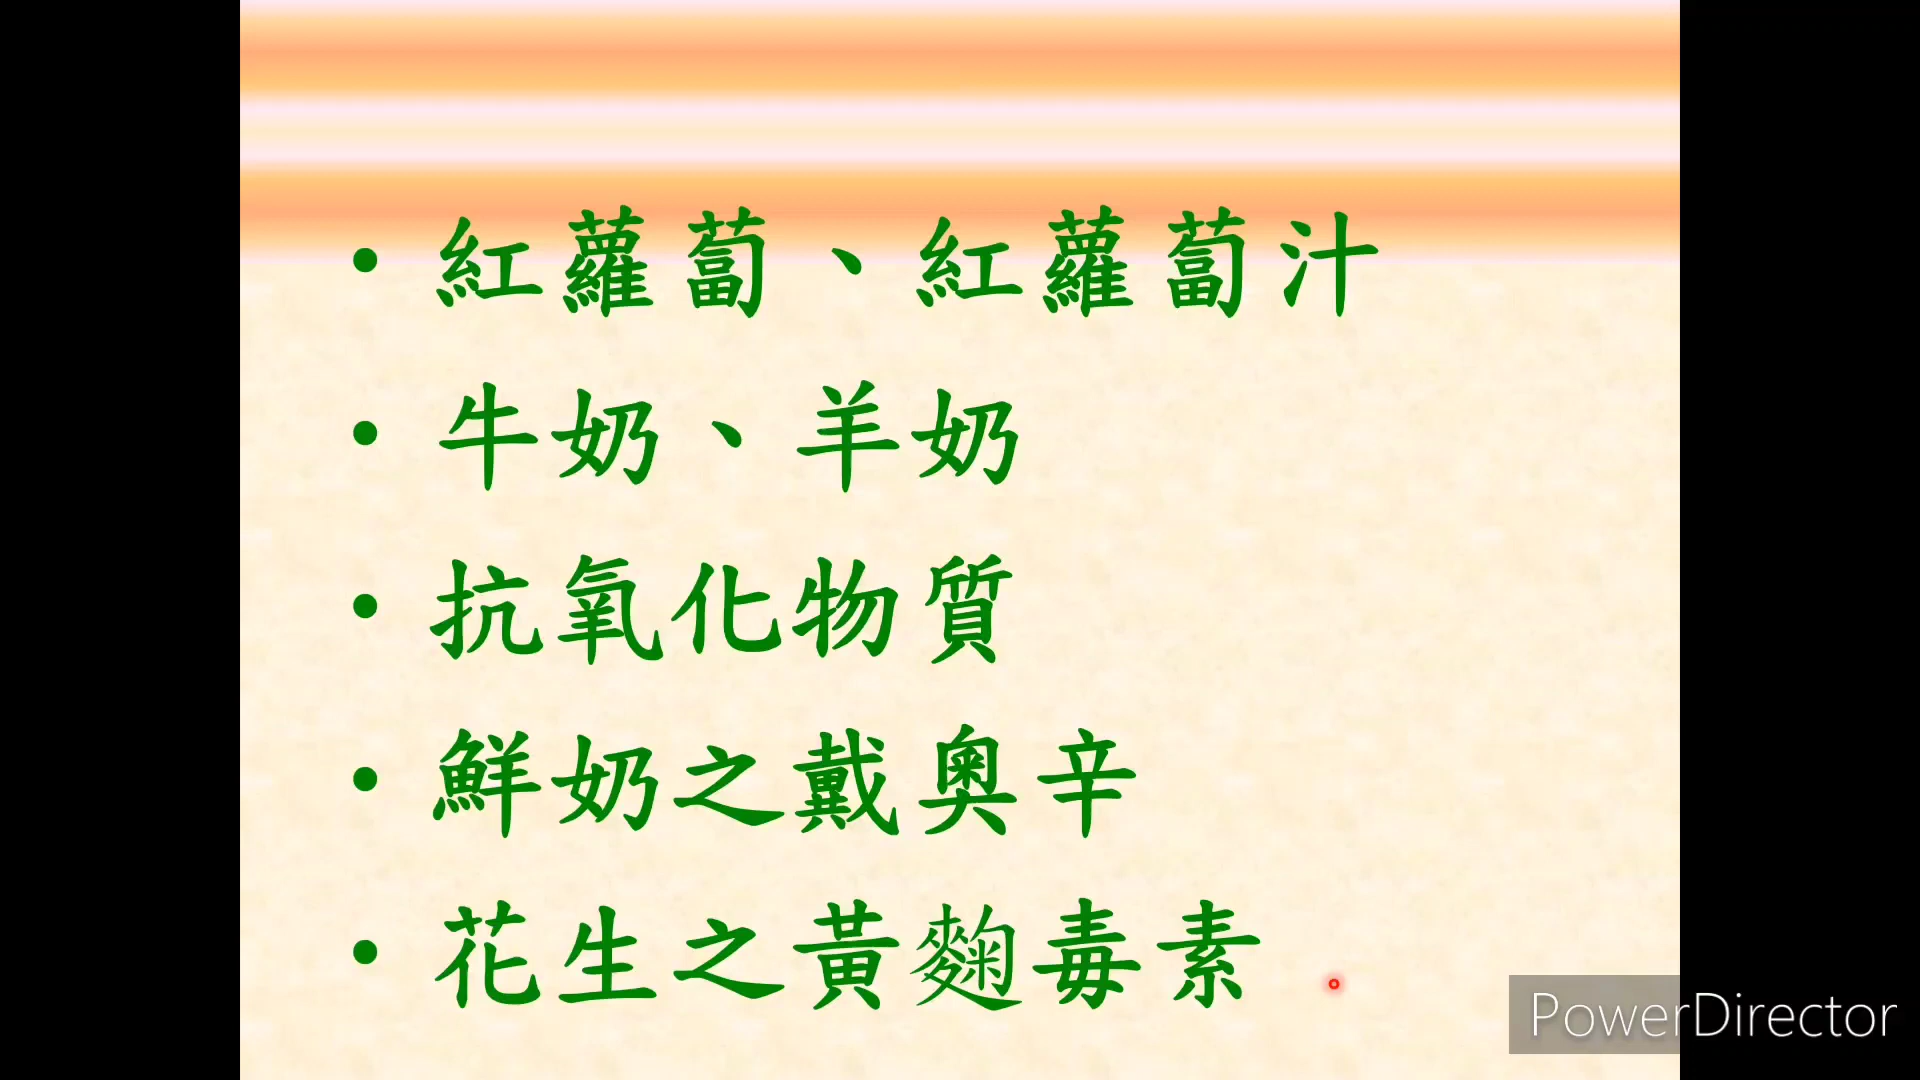 • 紅蘿蔔、紅蘿蔔汁
• 牛奶、羊奶
• 抗氧化物質
• 鮮奶之戴奧辛
• 花生之黃麴毒素
PowerDirector